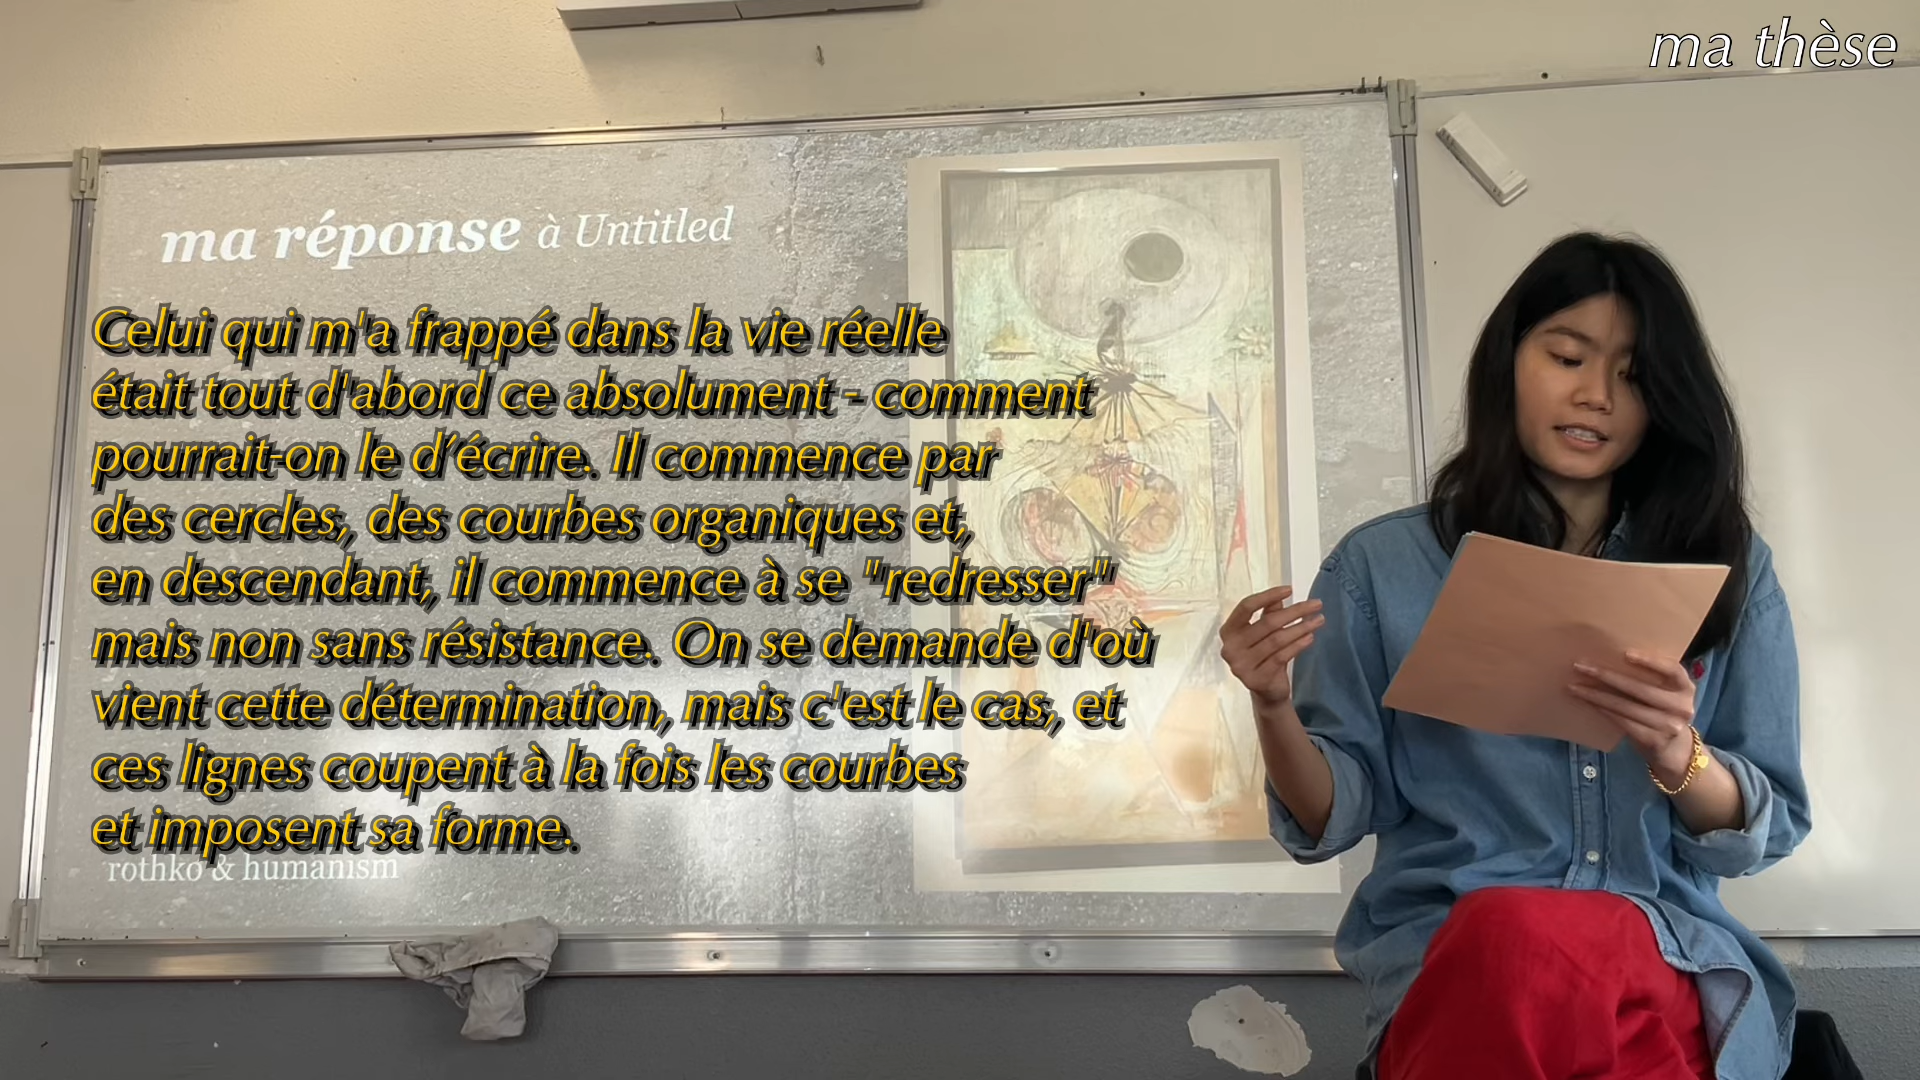 ma thèse
ma réponse à Untitled
Celui qui m'a frappé dans la vie réelle
était tout d'abord ce absolument - comment
pourrait-on le d’écrire. Il commence par
des cercles, des courbes organiques et,
en descendant, il commence à se "redresser"
mais non sans résistance. On se demande d'où
vient cette détermination, mais c'est le cas, et
ces lignes coupent à la fois les courbes
et imposent sa forme.
rothko & humanism